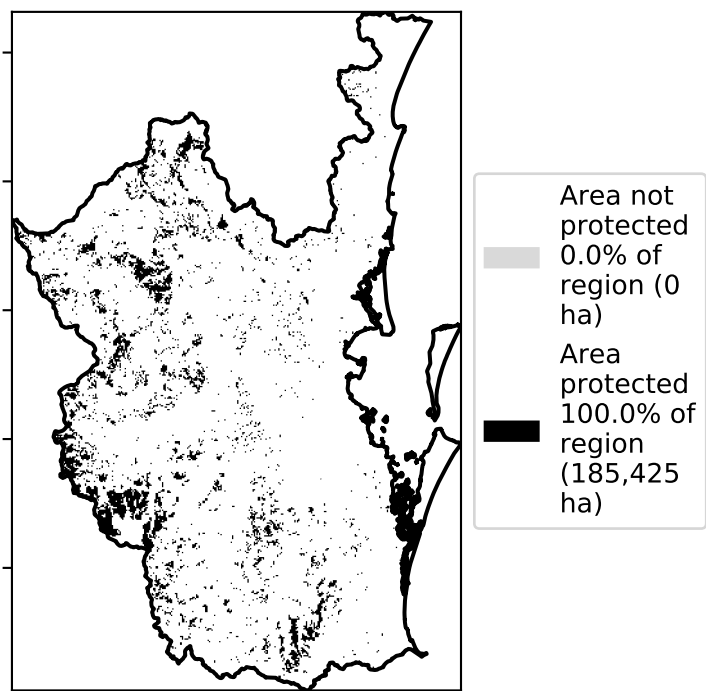 Area not
protected
0.0% of
region (0
ha)
Area
protected
100.0% of
region
(185,425
ha)